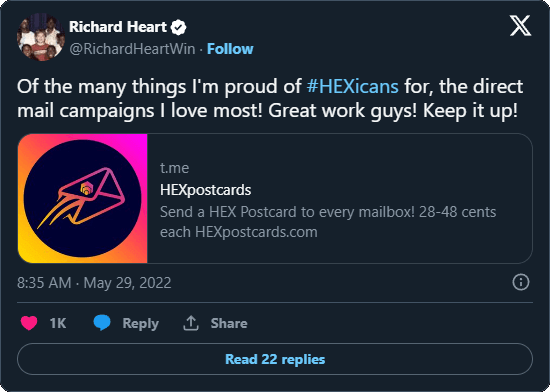 Richard Heart
@RichardHeartWin · Follow
Of the many things I'm proud of #HEXicans for, the direct
mail campaigns I love most! Great work guys! Keep it up!
t.me
HEXpostcards
Send a HEX Postcard to every mailbox! 28-48 cents
each HEXpostcards.com
8:35 AM · May 29, 2022
1K Reply Share
Read 22 replies